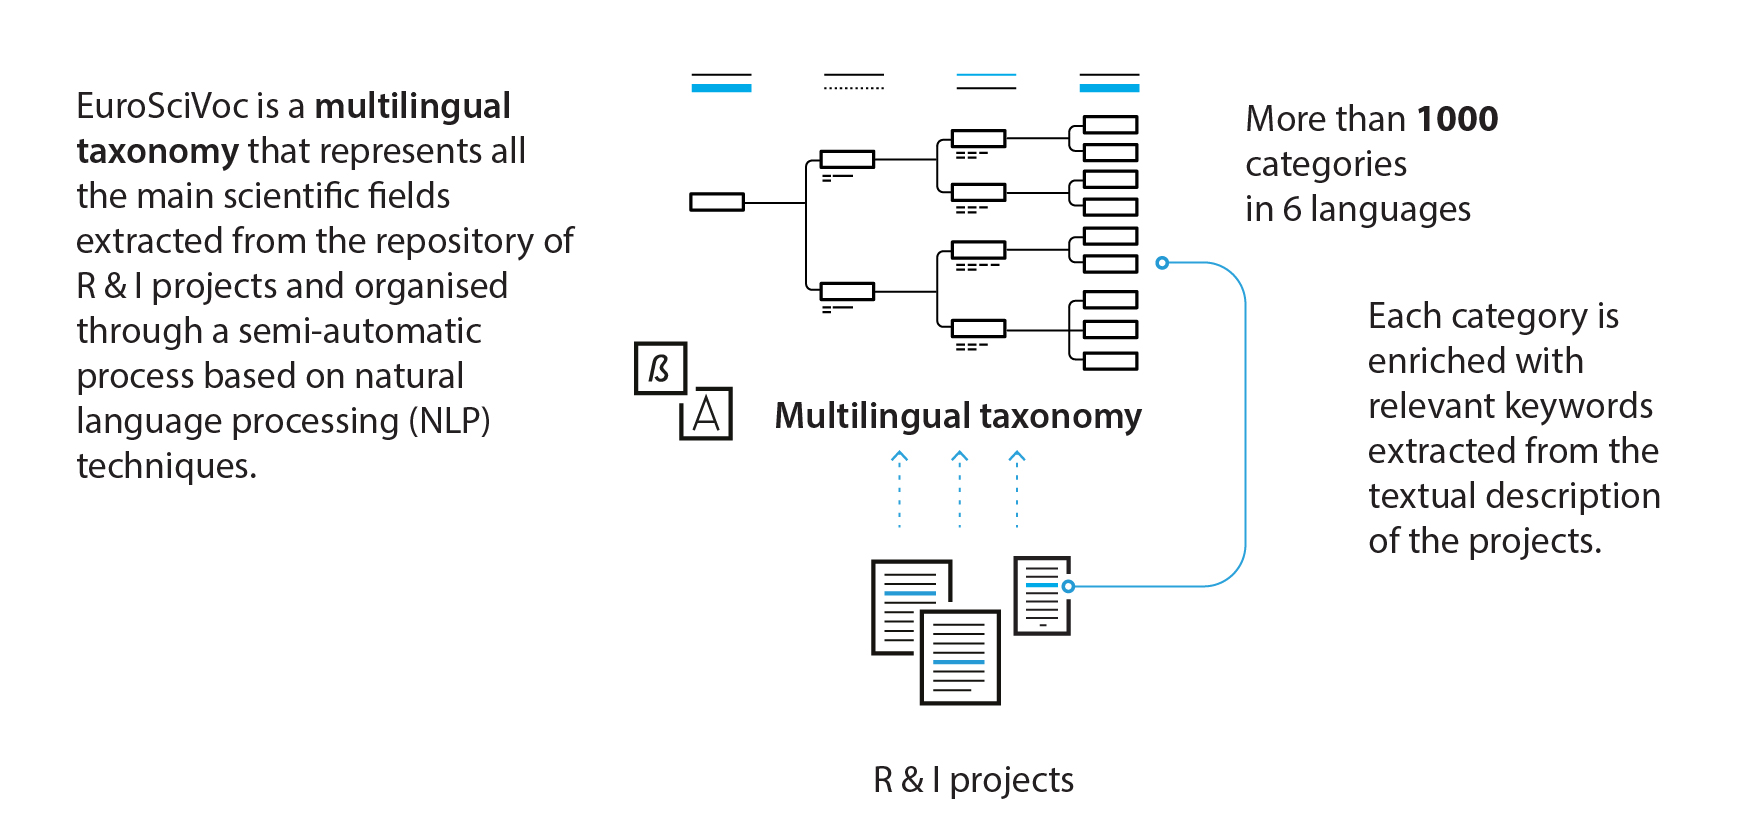 EuroSciVoc is a multilingual
taxonomy that represents all
the main scientific fields
extracted from the repository of
R & I projects and organised
through a semi-automatic
process based on natural
language processing (NLP)
techniques.
More than 1000
categories
in 6 languages
Each category is
enriched with
relevant keywords
extracted from the
textual description
of the projects.
ß
A
Multilingual taxonomy
R & I projects